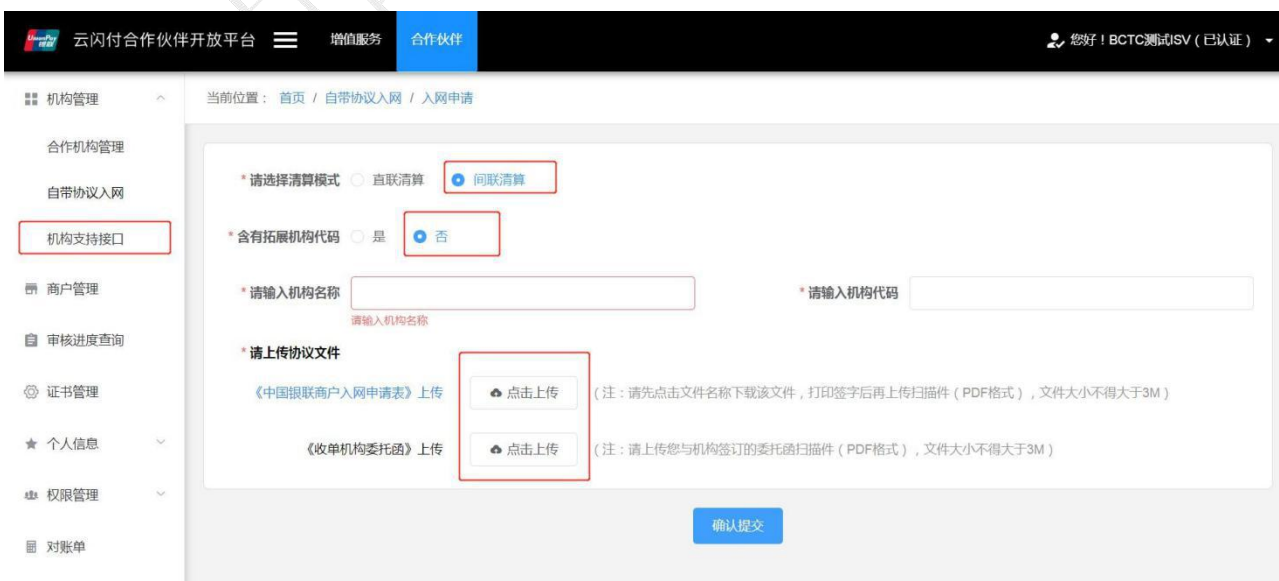 UnionPay 银联 云闪付合作伙伴开放平台 增值服务 合作伙伴 您好！BCTC测试ISV（已认证）
机构管理
当前位置： 首页 / 自带协议入网 / 入网申请
合作机构管理
* 请选择清算模式 直联清算 间联清算
自带协议入网
* 含有拓展机构代码 是 否
机构支持接口
商户管理
* 请输入机构名称 * 请输入机构代码
请输入机构名称
审核进度查询
* 请上传协议文件
证书管理
《中国银联商户入网申请表》上传 点击上传 （注：请先点击文件名称下载该文件，打印签字后再上传扫描件（PDF格式），文件大小不得大于3M）
个人信息
《收单机构委托函》上传 点击上传 （注：请上传您与机构签订的委托函扫描件（PDF格式），文件大小不得大于3M）
权限管理
确认提交
对账单